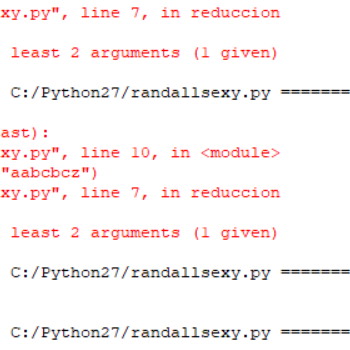 xy.py", line 7, in reduccion
least 2 arguments (1 given)
C:/Python27/randallsexy.py =======
ast):
xy.py", line 10, in <module>
"aabcbcz")
xy.py", line 7, in reduccion
least 2 arguments (1 given)
C:/Python27/randallsexy.py =======
C:/Python27/randallsexy.py =======